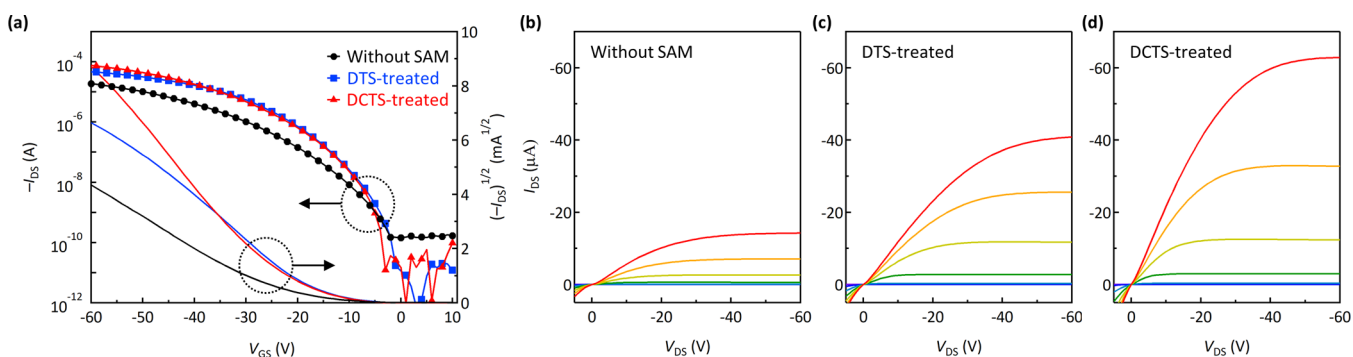 (a)
10
8
6
4
2
0
(−I_DS)^1/2 (mA^1/2)
10^-4
10^-6
10^-8
10^-10
10^-12
−I_DS (A)
Without SAM
DTS-treated
DCTS-treated
-60 -50 -40 -30 -20 -10 0 10
V_GS (V)
(b)
Without SAM
-60
-40
-20
0
I_DS (μA)
0 -20 -40 -60
V_DS (V)
(c)
DTS-treated
-60
-40
-20
0
I_DS (μA)
0 -20 -40 -60
V_DS (V)
(d)
DCTS-treated
-60
-40
-20
0
0 -20 -40 -60
V_DS (V)